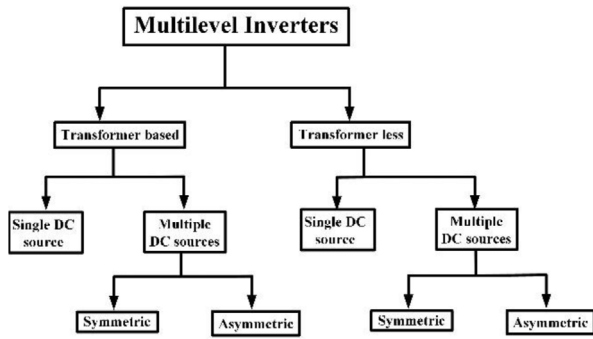 Multilevel Inverters
Transformer based
Transformer less
Single DC
source
Multiple
DC sources
Single DC
source
Multiple
DC sources
Symmetric
Asymmetric
Symmetric
Asymmetric